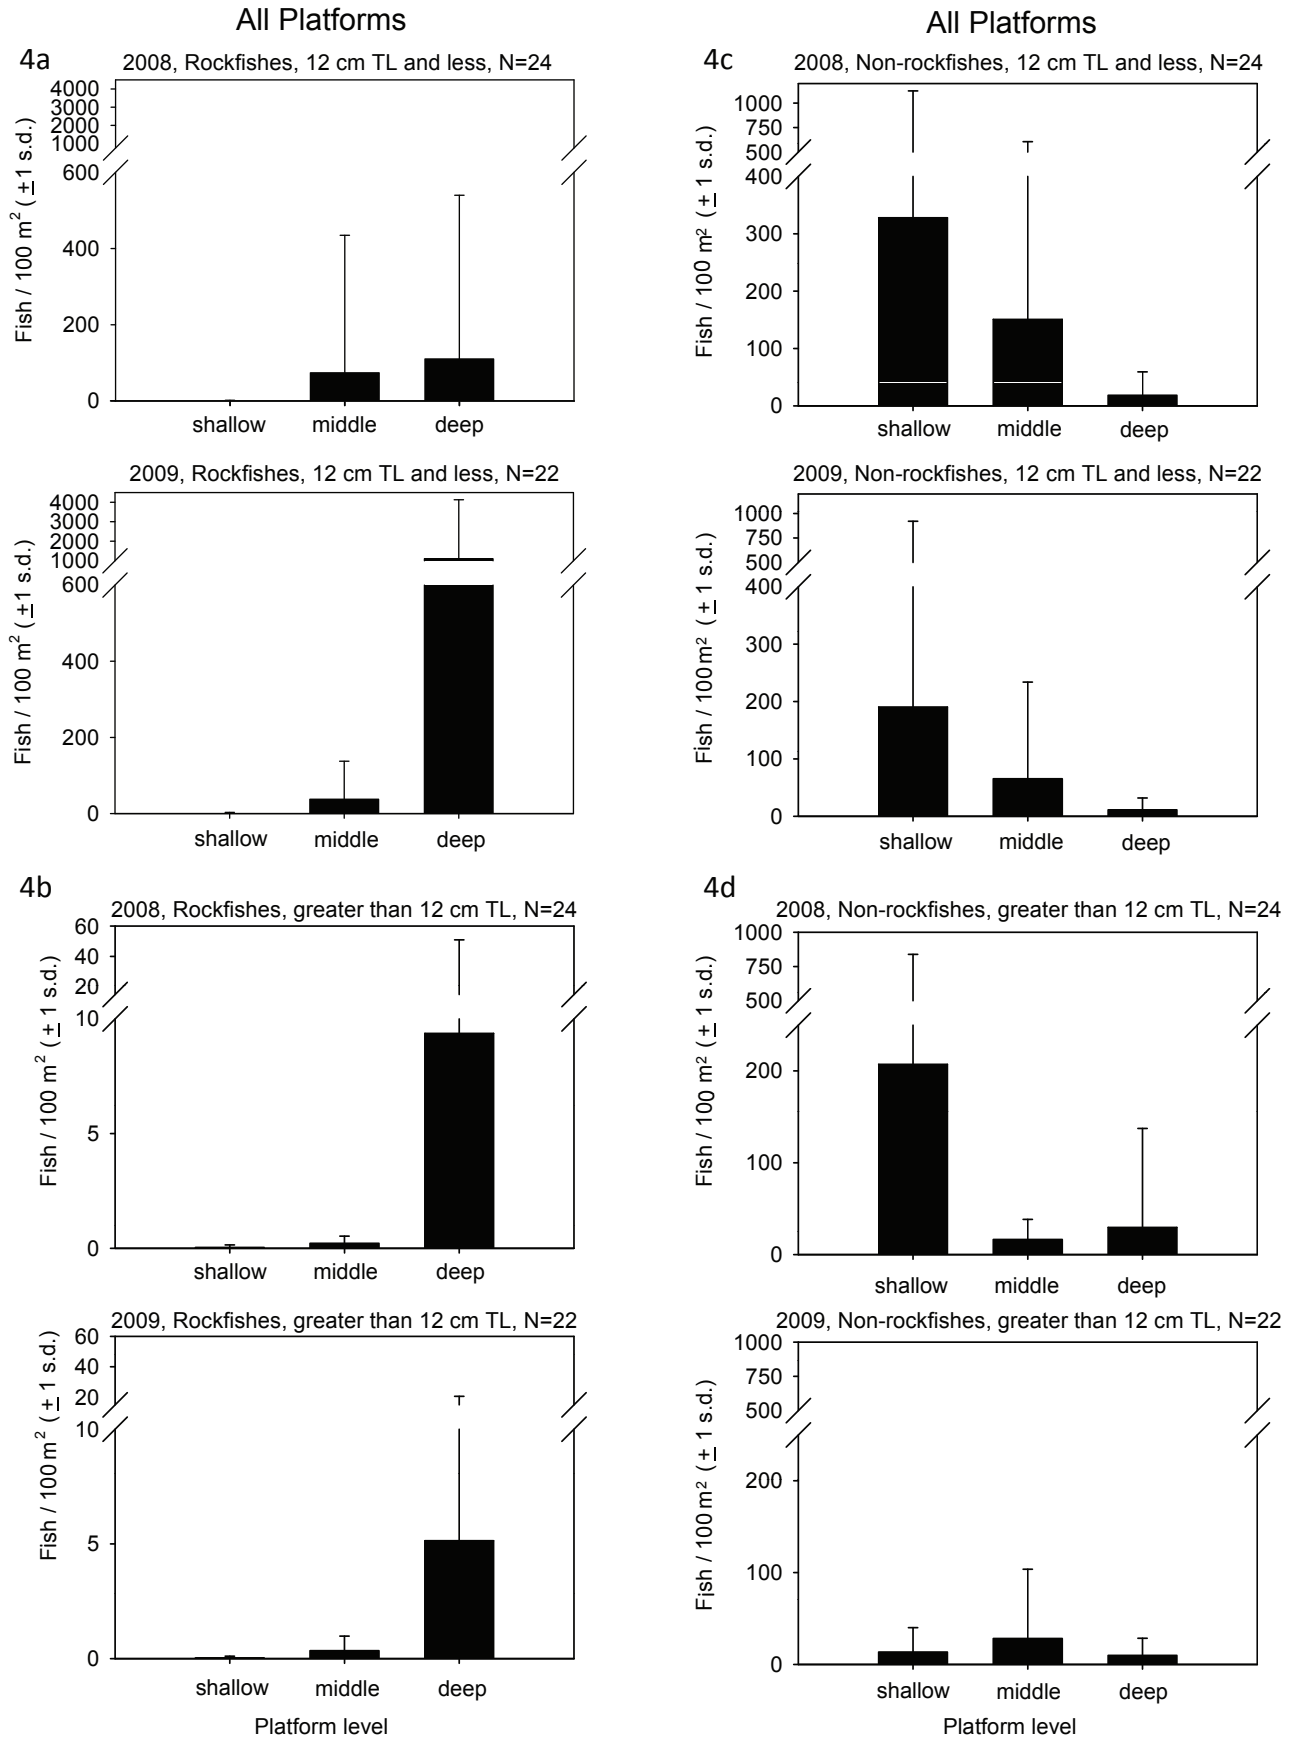 All Platforms
4a
2008, Rockfishes, 12 cm TL and less, N=24
4000
3000
2000
1000
600
400
200
0
Fish / 100 m² ( ± 1 s.d.)
shallow middle deep
2009, Rockfishes, 12 cm TL and less, N=22
4000
3000
2000
1000
600
400
200
0
Fish / 100 m² ( ±1 s.d.)
shallow middle deep
4b
2008, Rockfishes, greater than 12 cm TL, N=24
60
40
20
10
5
0
Fish / 100 m² ( ± 1 s.d.)
shallow middle deep
2009, Rockfishes, greater than 12 cm TL, N=22
60
40
20
10
5
0
Fish / 100 m² ( ± 1 s.d.)
shallow middle deep
Platform level
All Platforms
4c
2008, Non-rockfishes, 12 cm TL and less, N=24
1000
750
500
400
300
200
100
0
Fish / 100 m² (± 1 s.d.)
shallow middle deep
2009, Non-rockfishes, 12 cm TL and less, N=22
1000
750
500
400
300
200
100
0
Fish / 100 m² ( ± 1 s.d.)
shallow middle deep
4d
2008, Non-rockfishes, greater than 12 cm TL, N=24
1000
750
500
200
100
0
Fish / 100 m² ( ± 1 s.d.)
shallow middle deep
2009, Non-rockfishes, greater than 12 cm TL, N=22
1000
750
500
200
100
0
Fish / 100 m² ( ± 1 s.d.)
shallow middle deep
Platform level